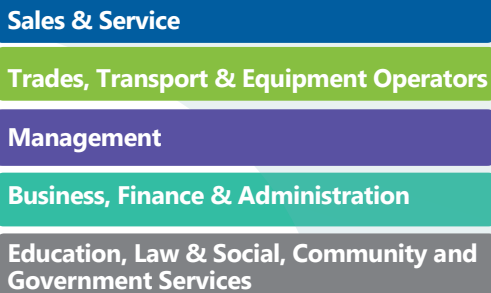 Sales & Service
Trades, Transport & Equipment Operators
Management
Business, Finance & Administration
Education, Law & Social, Community and
Government Services